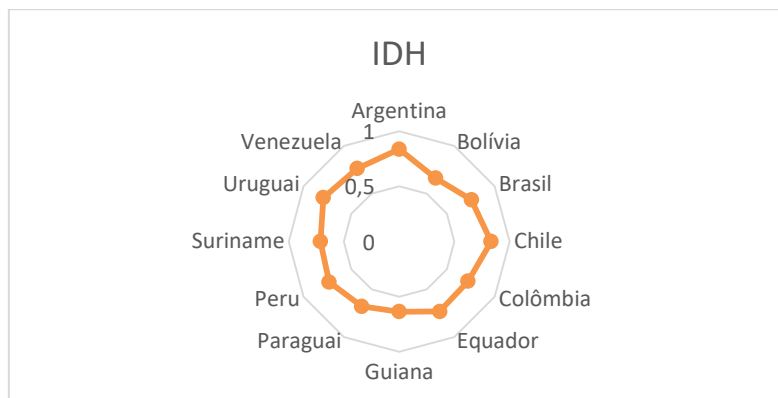 IDH
Argentina
1
Venezuela
Bolívia
Uruguai
0,5
Brasil
Suriname
0
Chile
Peru
Colômbia
Paraguai
Equador
Guiana